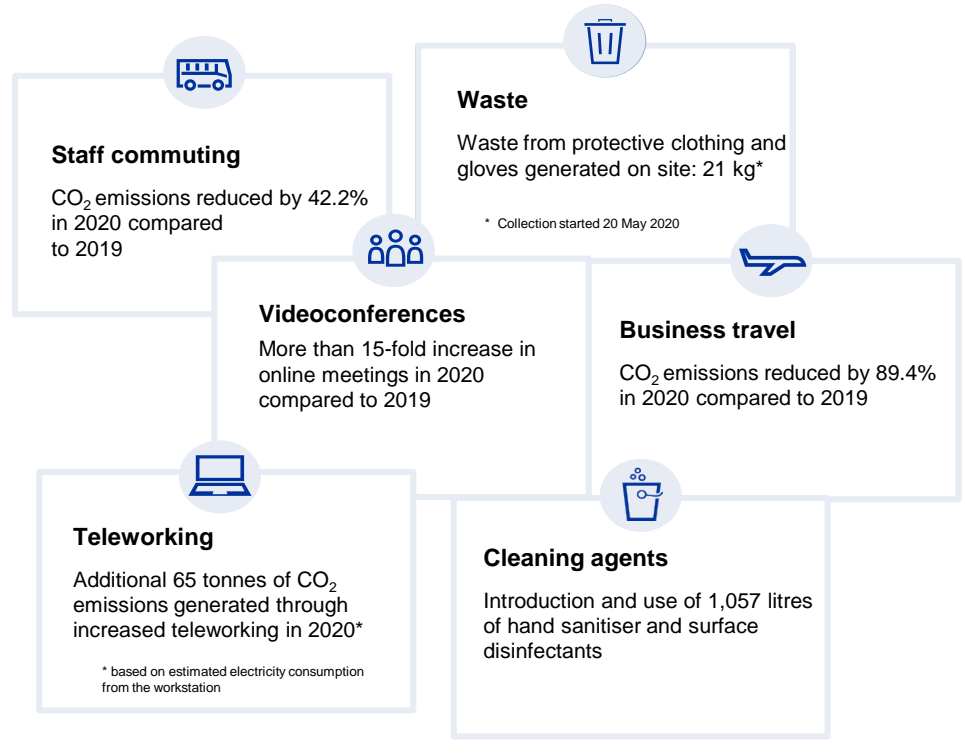 Staff commuting
CO₂ emissions reduced by 42.2%
in 2020 compared
to 2019
Waste
Waste from protective clothing and
gloves generated on site: 21 kg*
* Collection started 20 May 2020
Videoconferences
More than 15-fold increase in
online meetings in 2020
compared to 2019
Business travel
CO₂ emissions reduced by 89.4%
in 2020 compared to 2019
Teleworking
Additional 65 tonnes of CO₂
emissions generated through
increased teleworking in 2020*
* based on estimated electricity consumption
from the workstation
Cleaning agents
Introduction and use of 1,057 litres
of hand sanitiser and surface
disinfectants